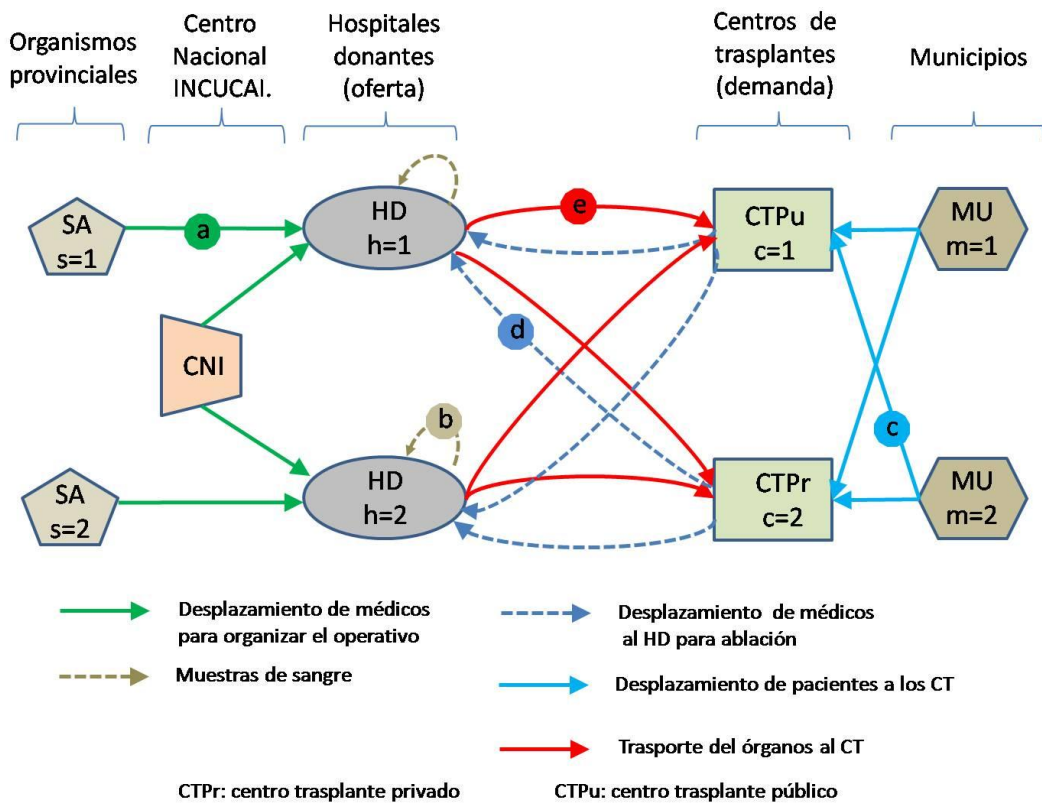 Organismos
provinciales
Centro
Nacional
INCUCAI.
Hospitales
donantes
(oferta)
Centros de
trasplantes
(demanda)
Municipios
SA
s=1
a
HD
h=1
e
CTPu
c=1
MU
m=1
CNI
d
b
c
SA
s=2
HD
h=2
CTPr
c=2
MU
m=2
Desplazamiento de médicos
para organizar el operativo
Muestras de sangre
Desplazamiento de médicos
al HD para ablación
Desplazamiento de pacientes a los CT
Trasporte del órganos al CT
CTPr: centro trasplante privado
CTPu: centro trasplante público